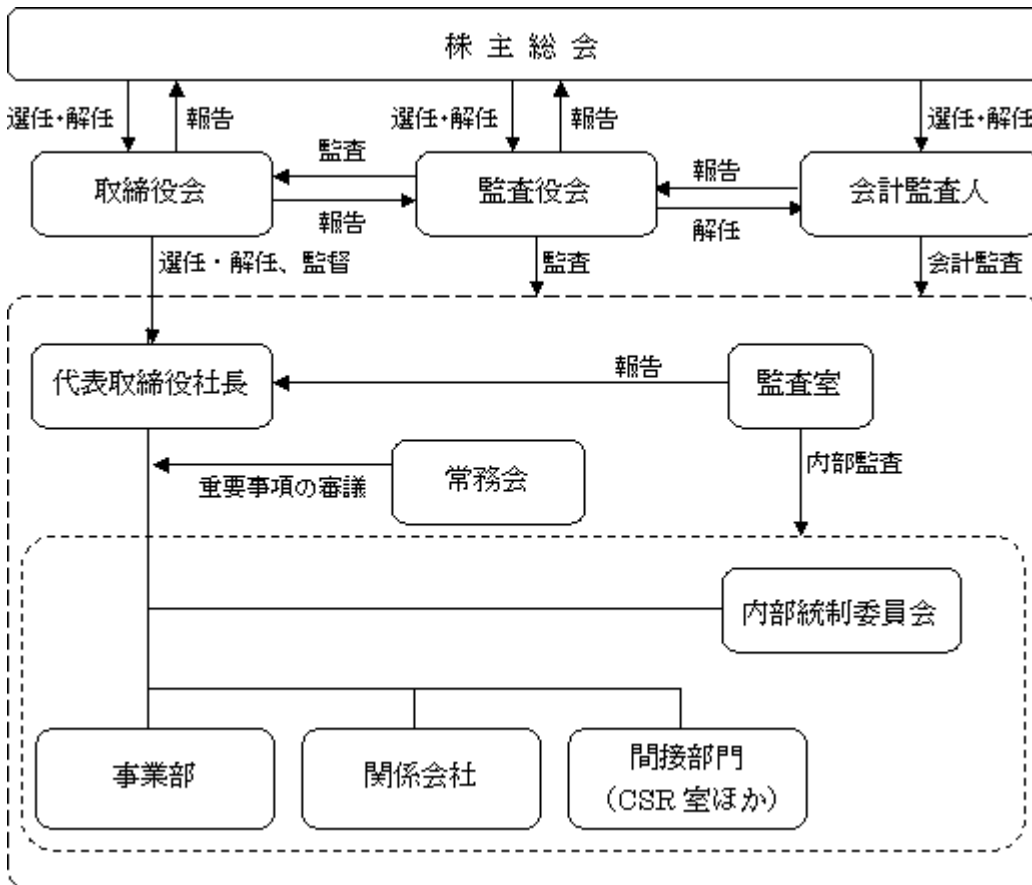 株主総会
選任・解任
報告
選任・解任
報告
選任・解任
取締役会
監査
報告
監査役会
報告
解任
会計監査人
選任・解任、監督
監査
会計監査
代表取締役社長
報告
監査室
重要事項の審議
常務会
内部監査
内部統制委員会
事業部
関係会社
間接部門
（CSR 室ほか）